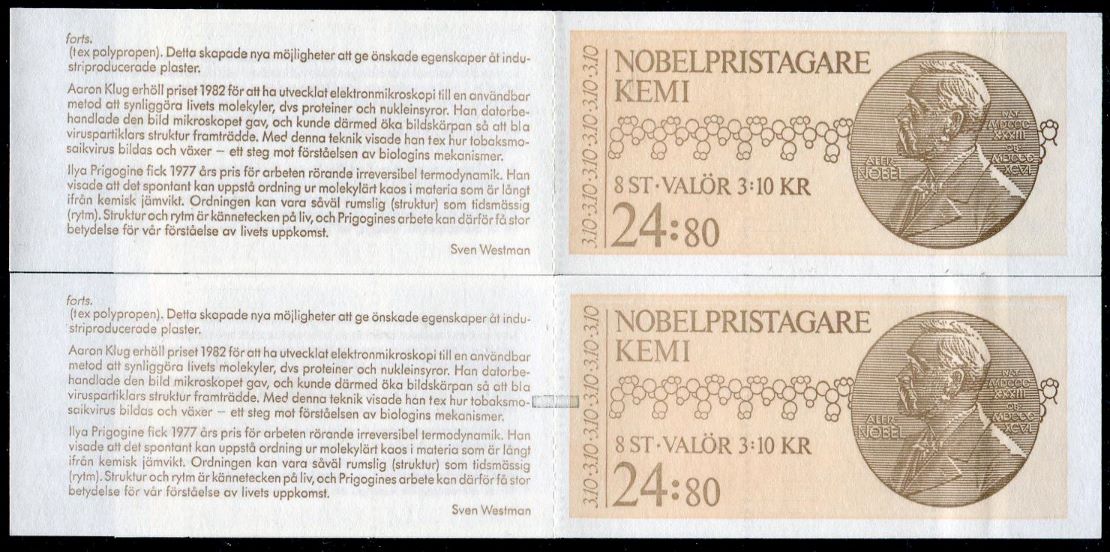 forts.
(tex polypropen). Detta skapade nya möjligheter att ge önskade egenskaper åt indu-
striproducerade plaster.
Aaron Klug erhöll priset 1982 för att ha utvecklat elektronmikroskopi till en användbar
metod att synliggöra livets molekyler, dvs proteiner och nukleinsyror. Han datorbe-
handlade den bild mikroskopet gav, och kunde därmed öka bildskärpan så att bl a
viruspartiklars struktur framträdde. Med denna teknik visade han tex hur tobaksmo-
saikvirus bildas och växer – ett steg mot förståelsen av biologins mekanismer.
Ilya Prigogine fick 1977 års pris för arbeten rörande irreversibel termodynamik. Han
visade att det spontant kan uppstå ordning ur molekylärt kaos i materia som är långt
ifrån kemisk jämvikt. Ordningen kan vara såväl rumslig (struktur) som tidsmässig
(rytm). Struktur och rytm är kännetecken på liv, och Prigogines arbete kan därför få stor
betydelse för vår förståelse av livets uppkomst.
Sven Westman
3.10·3.10·3.10·3.10·3.10
NOBELPRISTAGARE
KEMI
8 ST·VALÖR 3:10 KR
24:80
ALFR·
NOBEL
NAT·
MDCCC
XXXIII
OB·
MDCCC
XCVI
forts.
(tex polypropen). Detta skapade nya möjligheter att ge önskade egenskaper åt indu-
striproducerade plaster.
Aaron Klug erhöll priset 1982 för att ha utvecklat elektronmikroskopi till en användbar
metod att synliggöra livets molekyler, dvs proteiner och nukleinsyror. Han datorbe-
handlade den bild mikroskopet gav, och kunde därmed öka bildskärpan så att bl a
viruspartiklars struktur framträdde. Med denna teknik visade han tex hur tobaksmo-
saikvirus bildas och växer – ett steg mot förståelsen av biologins mekanismer.
Ilya Prigogine fick 1977 års pris för arbeten rörande irreversibel termodynamik. Han
visade att det spontant kan uppstå ordning ur molekylärt kaos i materia som är långt
ifrån kemisk jämvikt. Ordningen kan vara såväl rumslig (struktur) som tidsmässig
(rytm). Struktur och rytm är kännetecken på liv, och Prigogines arbete kan därför få stor
betydelse för vår förståelse av livets uppkomst.
Sven Westman
3.10·3.10·3.10·3.10·3.10
NOBELPRISTAGARE
KEMI
8 ST·VALÖR 3:10 KR
24:80
ALFR·
NOBEL
NAT·
MDCCC
XXXIII
OB·
MDCCC
XCVI